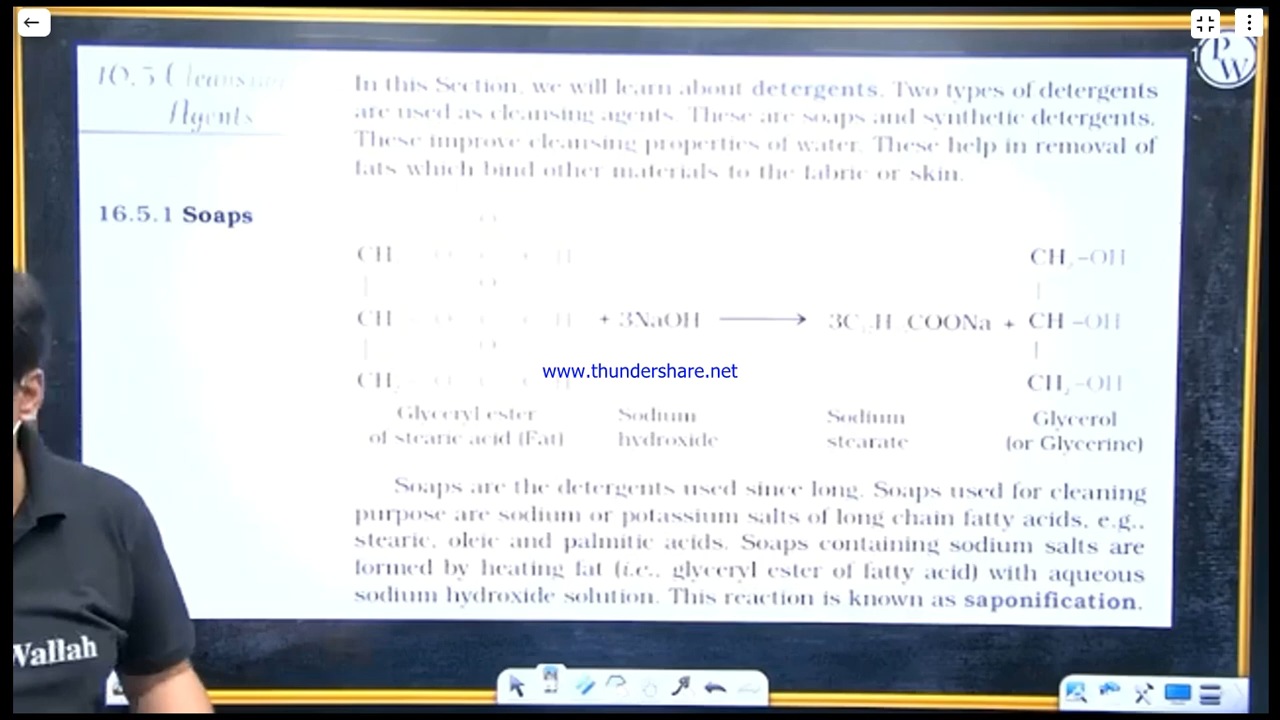 Cleansing
Agents
In this Section, we will learn about detergents. Two types of detergents
are used as cleansing agents. These are soaps and synthetic detergents.
These improve cleansing properties of water. These help in removal of
fats which bind other materials to the fabric or skin.
16.5.1 Soaps
CH CH₂–OH
CH + 3NaOH ⟶ 3C H COONa + CH –OH
CH₂ CH₂–OH
www.thundershare.net
Glyceryl ester Sodium Sodium Glycerol
of stearic acid (Fat) hydroxide stearate (or Glycerine)
Soaps are the detergents used since long. Soaps used for cleaning
purpose are sodium or potassium salts of long chain fatty acids, e.g.,
stearic, oleic and palmitic acids. Soaps containing sodium salts are
formed by heating fat (i.e., glyceryl ester of fatty acid) with aqueous
sodium hydroxide solution. This reaction is known as saponification.
Wallah
PW